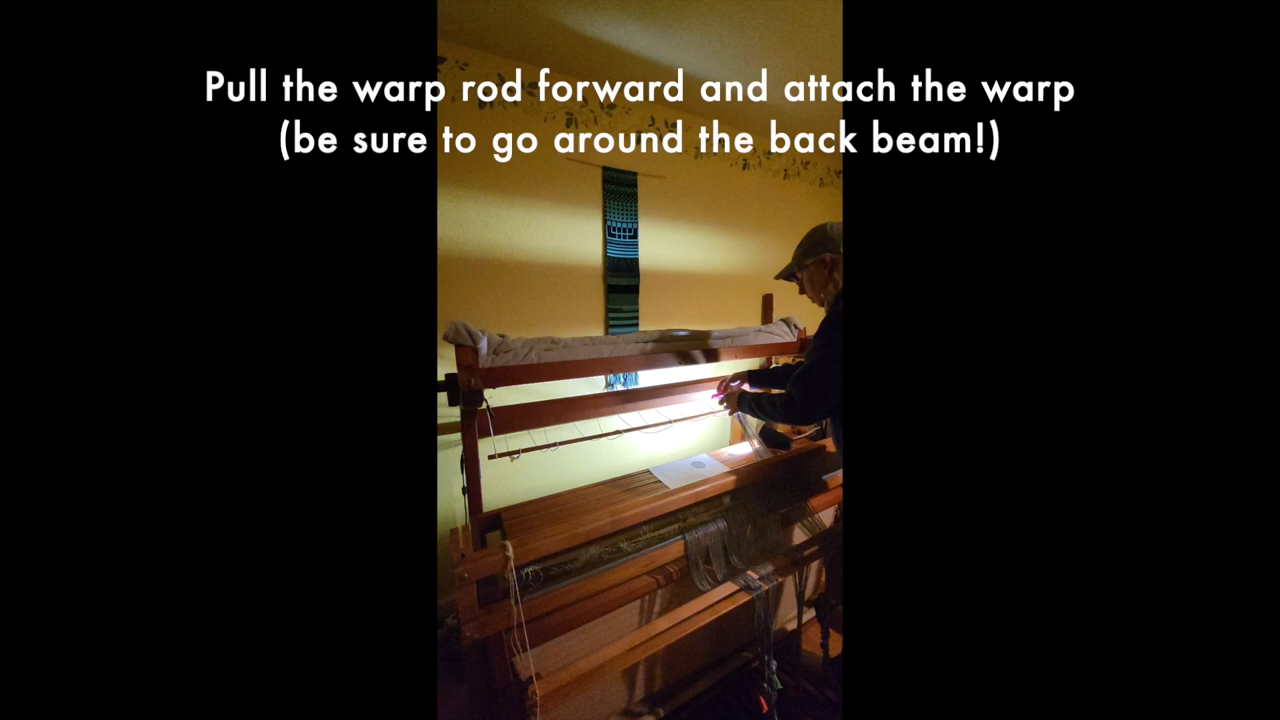 Pull the warp rod forward and attach the warp
(be sure to go around the back beam!)